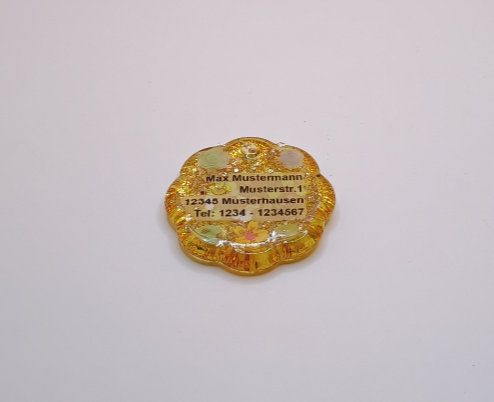 Max Mustermann
Musterstr.1
12345 Musterhausen
Tel: 1234 - 1234567